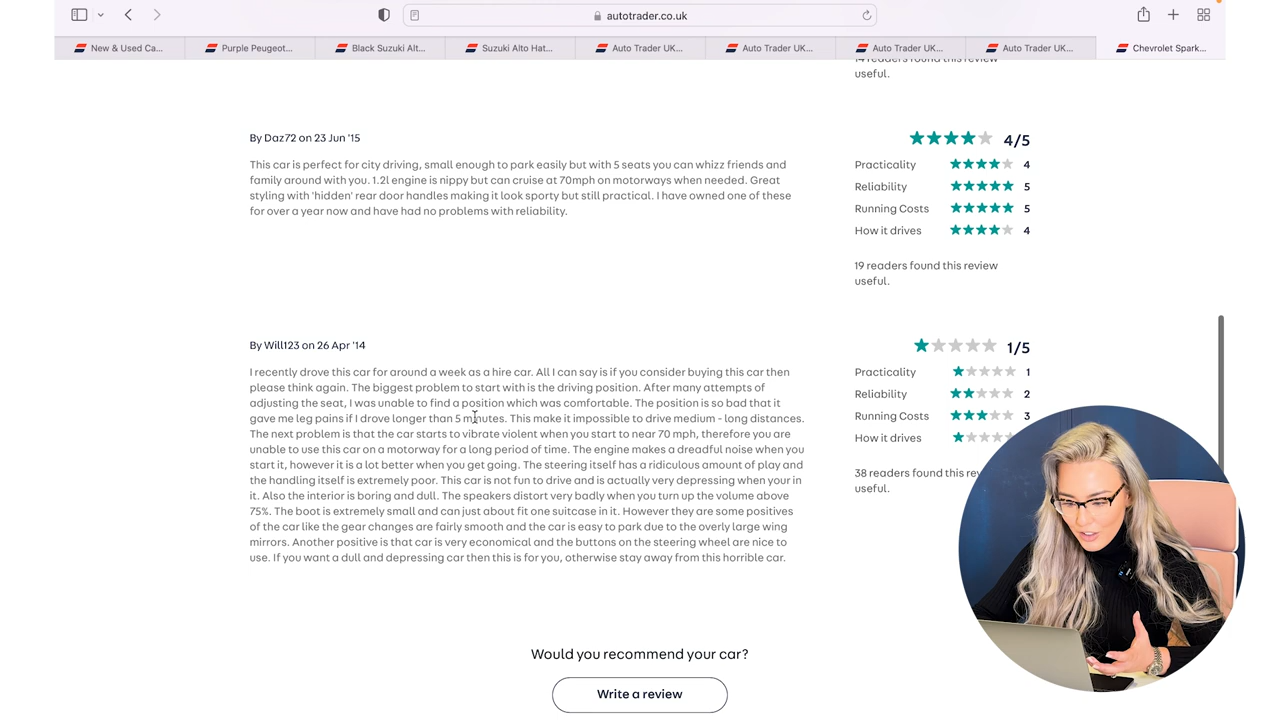 autotrader.co.uk
New & Used Ca...
Purple Peugeot...
Black Suzuki Alt...
Suzuki Alto Hat...
Auto Trader UK...
Auto Trader UK...
Auto Trader UK...
Auto Trader UK...
Chevrolet Spark...
14 readers found this review
useful.
By Daz72 on 23 Jun '15
4/5
This car is perfect for city driving, small enough to park easily but with 5 seats you can whizz friends and
family around with you. 1.2l engine is nippy but can cruise at 70mph on motorways when needed. Great
styling with 'hidden' rear door handles making it look sporty but still practical. I have owned one of these
for over a year now and have had no problems with reliability.
Practicality 4
Reliability 5
Running Costs 5
How it drives 4
19 readers found this review
useful.
By Will123 on 26 Apr '14
1/5
I recently drove this car for around a week as a hire car. All I can say is if you consider buying this car then
please think again. The biggest problem to start with is the driving position. After many attempts of
adjusting the seat, I was unable to find a position which was comfortable. The position is so bad that it
gave me leg pains if I drove longer than 5 minutes. This make it impossible to drive medium - long distances.
The next problem is that the car starts to vibrate violent when you start to near 70 mph, therefore you are
unable to use this car on a motorway for a long period of time. The engine makes a dreadful noise when you
start it, however it is a lot better when you get going. The steering itself has a ridiculous amount of play and
the handling itself is extremely poor. This car is not fun to drive and is actually very depressing when your in
it. Also the interior is boring and dull. The speakers distort very badly when you turn up the volume above
75%. The boot is extremely small and can just about fit one suitcase in it. However they are some positives
of the car like the gear changes are fairly smooth and the car is easy to park due to the overly large wing
mirrors. Another positive is that car is very economical and the buttons on the steering wheel are nice to
use. If you want a dull and depressing car then this is for you, otherwise stay away from this horrible car.
Practicality 1
Reliability 2
Running Costs 3
How it drives
38 readers found this
useful.
Would you recommend your car?
Write a review